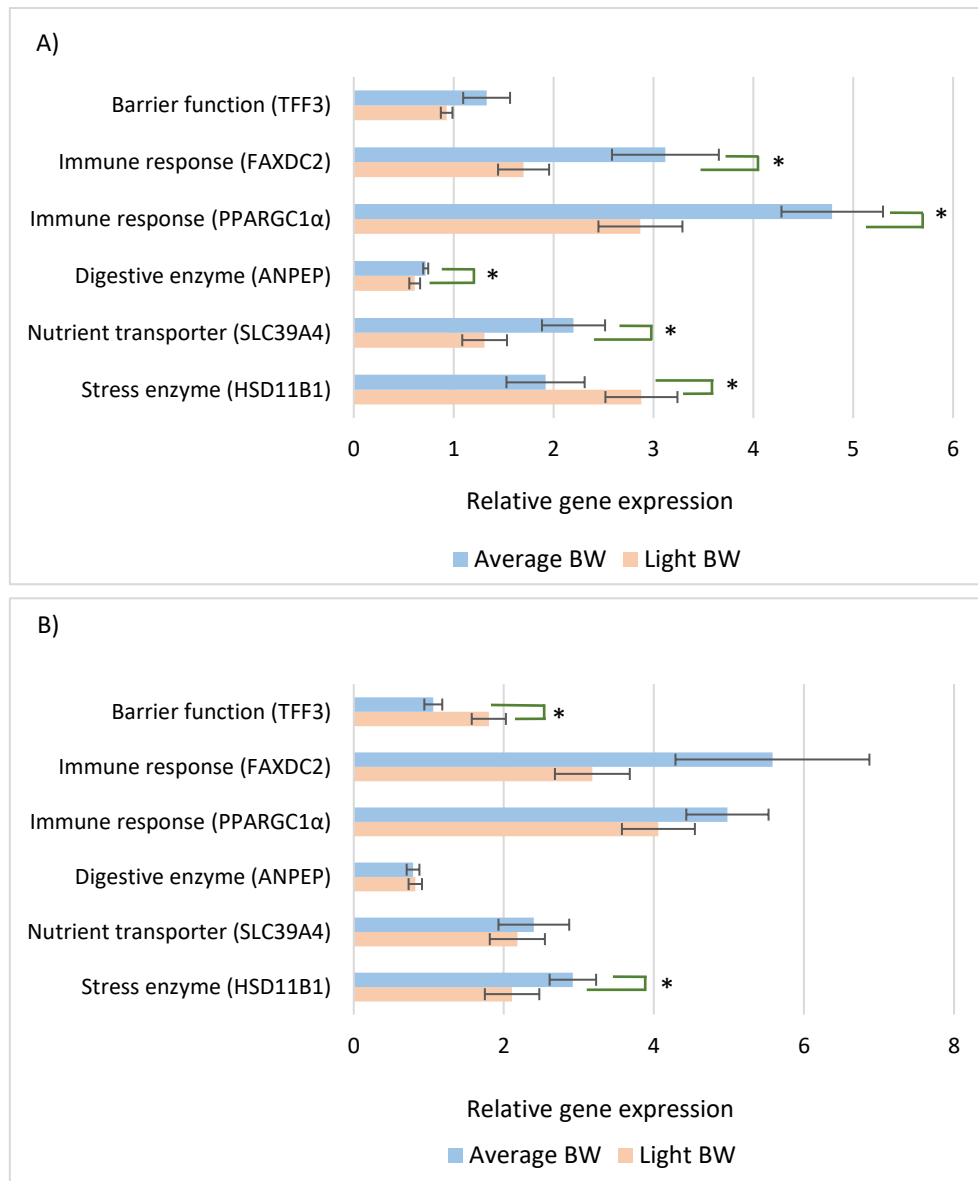 A)
Barrier function (TFF3)
Immune response (FAXDC2)
*
Immune response (PPARGC1α)
*
Digestive enzyme (ANPEP)
*
Nutrient transporter (SLC39A4)
*
Stress enzyme (HSD11B1)
*
0 1 2 3 4 5 6
Relative gene expression
Average BW Light BW
B)
Barrier function (TFF3)
*
Immune response (FAXDC2)
Immune response (PPARGC1α)
Digestive enzyme (ANPEP)
Nutrient transporter (SLC39A4)
Stress enzyme (HSD11B1)
*
0 2 4 6 8
Relative gene expression
Average BW Light BW